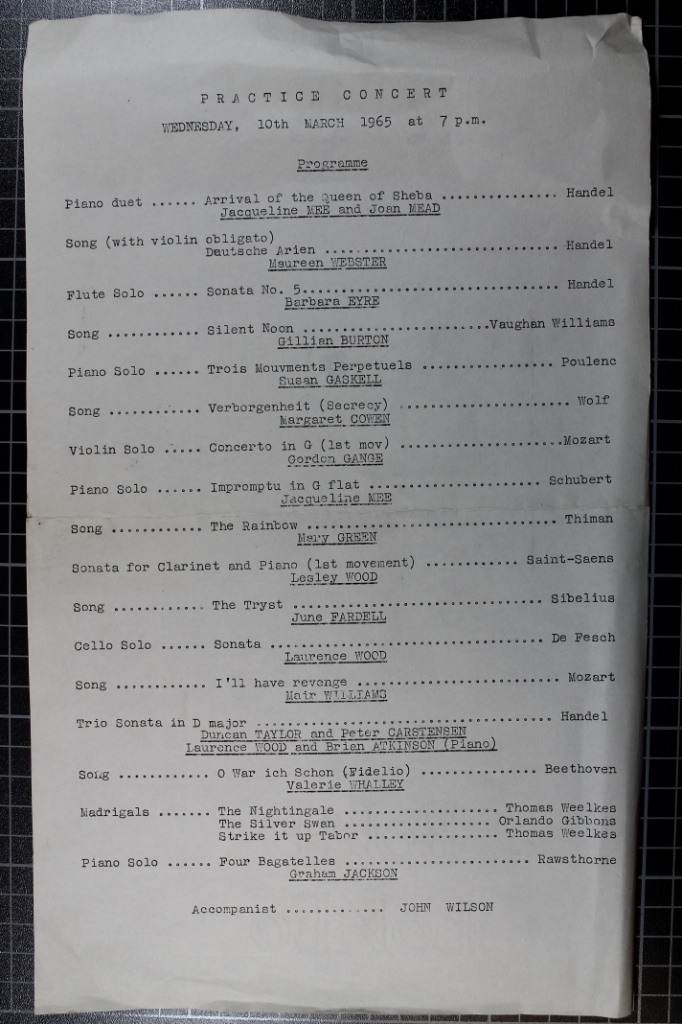 PRACTICE CONCERT
WEDNESDAY, 10th MARCH 1965 at 7 p.m.
Programme
Piano duet ...... Arrival of the Queen of Sheba ............... Handel
Jacqueline MEE and Joan MEAD
Song (with violin obligato)
Deutsche Arien ............................. Handel
Maureen WEBSTER
Flute Solo ...... Sonata No. 5................................ Handel
Barbara EYRE
Song ............ Silent Noon ........................Vaughan Williams
Gillian BURTON
Piano Solo ...... Trois Mouvments Perpetuels ................. Poulenc
Susan GASKELL
Song ............ Verborgenheit (Secrecy) ...................... Wolf
Margaret COWEN
Violin Solo ..... Concerto in G (1st mov) .....................Mozart
Gordon GANGE
Piano Solo ...... Impromptu in G flat ...................... Schubert
Jacqueline MEE
Song ............ The Rainbow ................................ Thiman
Mary GREEN
Sonata for Clarinet and Piano (1st movement) ............ Saint-Saens
Lesley WOOD
Song ............ The Tryst ................................ Sibelius
June FARDELL
Cello Solo ...... Sonata ................................... De Fesch
Laurence WOOD
Song ............ I'll have revenge .......................... Mozart
Mair WILLIAMS
Trio Sonata in D major ...................................... Handel
Duncan TAYLOR and Peter CARSTENSEN
Laurence WOOD and Brian ATKINSON (Piano)
Song ............ O War ich Schon (Fidelio) ............... Beethoven
Valerie WHALLEY
Madrigals ....... The Nightingale ..................... Thomas Weelkes
The Silver Swan ................... Orlando Gibbons
Strike it up Tabor ................. Thomas Weelkes
Piano Solo ...... Four Bagatelles ........................ Rawsthorne
Graham JACKSON
Accompanist ............. JOHN WILSON